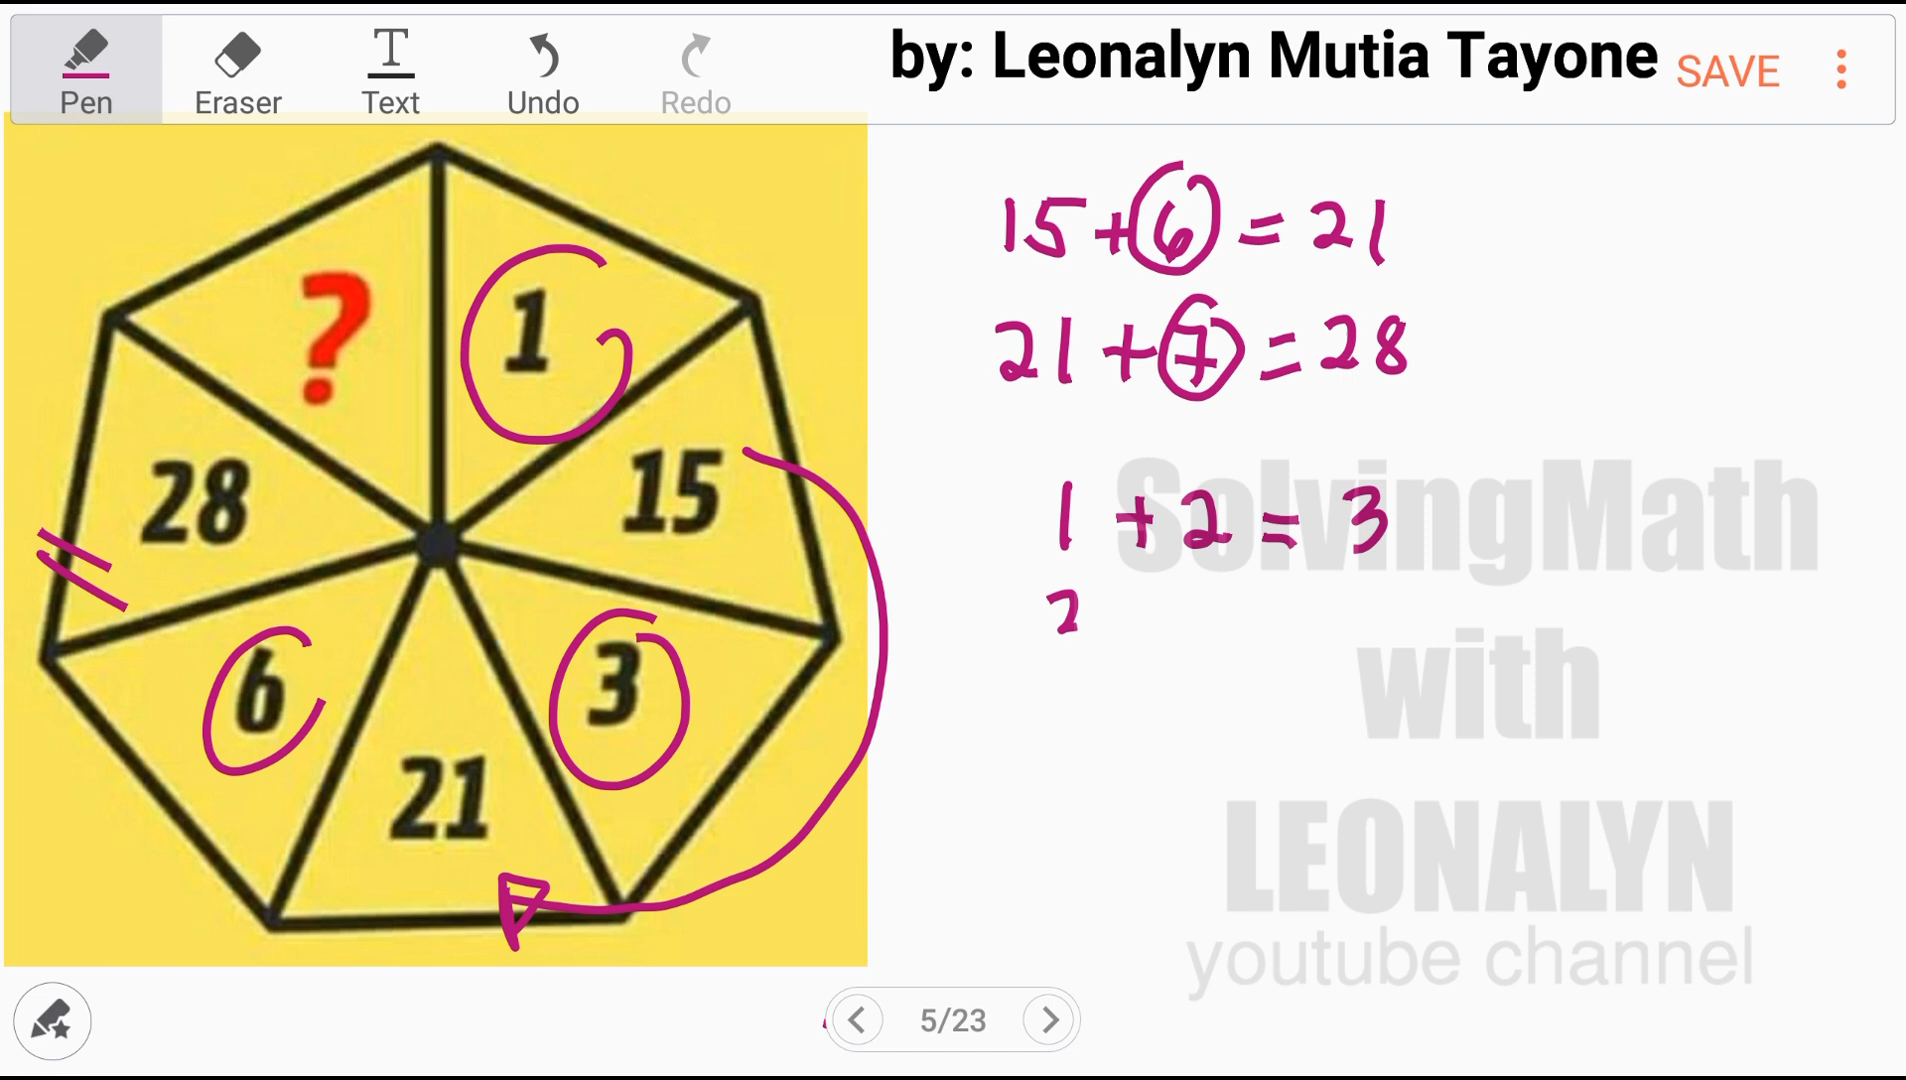 by: Leonalyn Mutia Tayone
SAVE
Pen
Eraser
Text
Undo
Redo
?
1
15
3
21
6
28
15+6=21
21+7=28
1+2=3
2
SolvingMath
with
LEONALYN
youtube channel
5/23